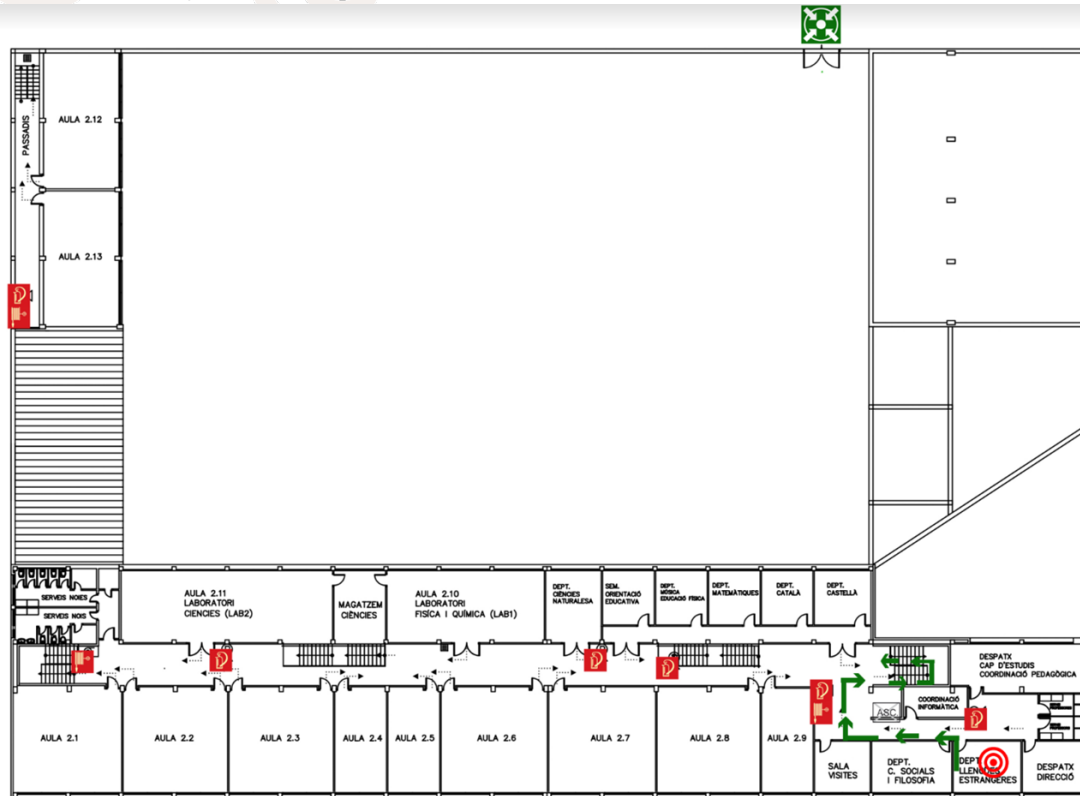 AULA 2.12
PASSADIS
AULA 2.13
SERVEIS NOIES
SERVEIS NOIS
AULA 2.11
LABORATORI
CIENCIES (LAB2)
MAGATZEM
CIÈNCIES
AULA 2.10
LABORATORI
FISÍCA I QUÍMICA (LAB1)
DEPT.
CIÈNCIES
NATURALESA
SEM.
ORIENTACIÓ
EDUCATIVA
DEPT.
MÚSICA
EDUCACIÓ FÍSICA
DEPT.
MATEMÀTIQUES
DEPT.
CATALÀ
DEPT.
CASTELLÀ
DESPATX
CAP D'ESTUDIS
COORDINACIÓ PEDAGÒGICA
COORDINACIÓ
INFORMÀTICA
ASC.
AULA 2.1
AULA 2.2
AULA 2.3
AULA 2.4
AULA 2.5
AULA 2.6
AULA 2.7
AULA 2.8
AULA 2.9
SALA
VISITES
DEPT.
C. SOCIALS
I FILOSOFIA
DEPT.
LLENGÜES
ESTRANGERES
DESPATX
DIRECCIÓ